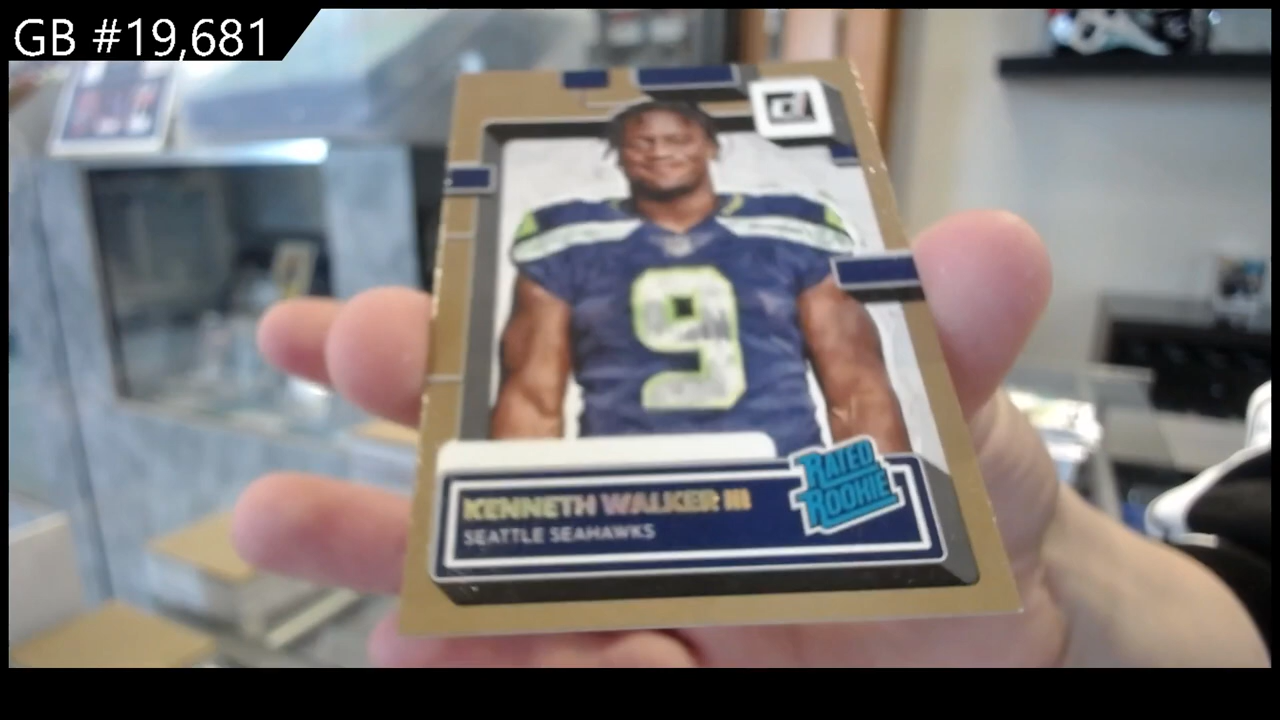 GB #19,681
9
KENNETH WALKER III
SEATTLE SEAHAWKS
RATED
ROOKIE